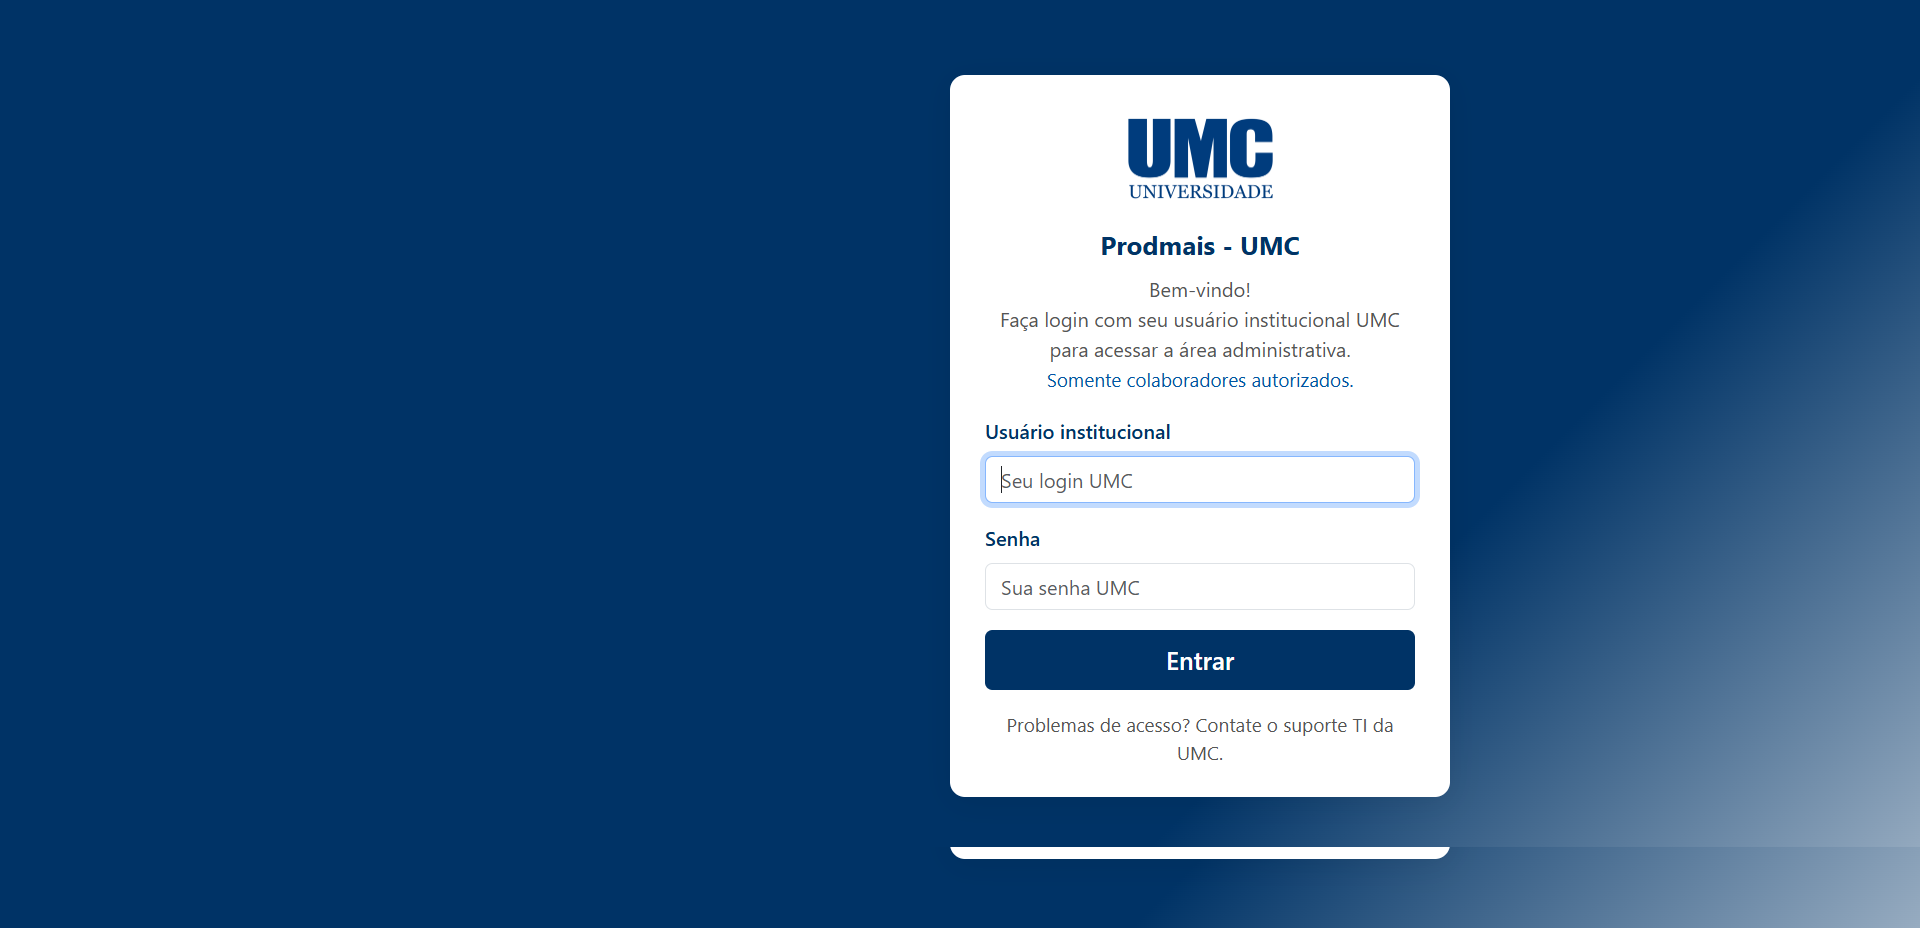 UMC
UNIVERSIDADE
Prodmais - UMC
Bem-vindo!
Faça login com seu usuário institucional UMC
para acessar a área administrativa.
Somente colaboradores autorizados.
Usuário institucional
Seu login UMC
Senha
Sua senha UMC
Entrar
Problemas de acesso? Contate o suporte TI da
UMC.